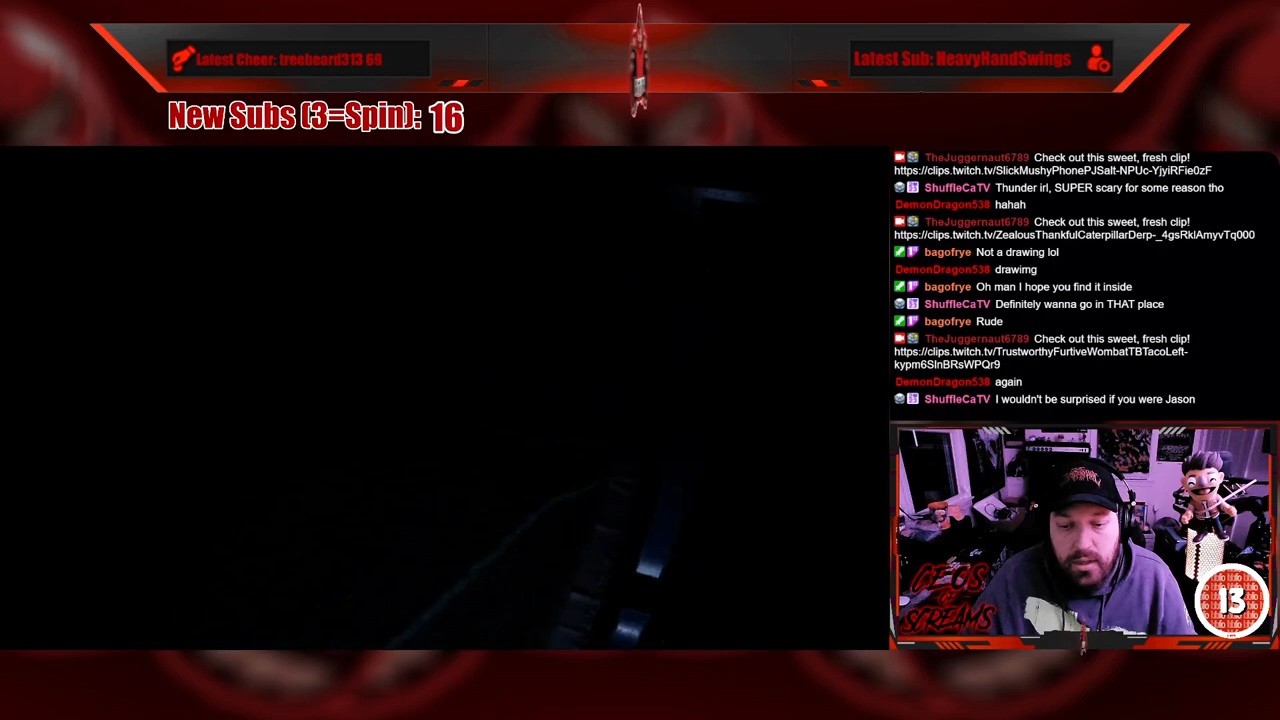 Latest Cheer: treebeard313 69
Latest Sub: HeavyHandSwings
New Subs (3=Spin): 16
TheJuggernaut6789 Check out this sweet, fresh clip!
https://clips.twitch.tv/SlickMushyPhonePJSalt-NPUc-YjyiRFie0zF
ShuffleCaTV Thunder irl, SUPER scary for some reason tho
DemonDragon538 hahah
TheJuggernaut6789 Check out this sweet, fresh clip!
https://clips.twitch.tv/ZealousThankfulCaterpillarDerp-_4gsRklAmyvTq000
bagofrye Not a drawing lol
DemonDragon538 drawimg
bagofrye Oh man I hope you find it inside
ShuffleCaTV Definitely wanna go in THAT place
bagofrye Rude
TheJuggernaut6789 Check out this sweet, fresh clip!
https://clips.twitch.tv/TrustworthyFurtiveWombatTBTacoLeft-
kypm6SlnBRsWPQr9
DemonDragon538 again
ShuffleCaTV I wouldn't be surprised if you were Jason
CEOS
OF
SCREAMS
13